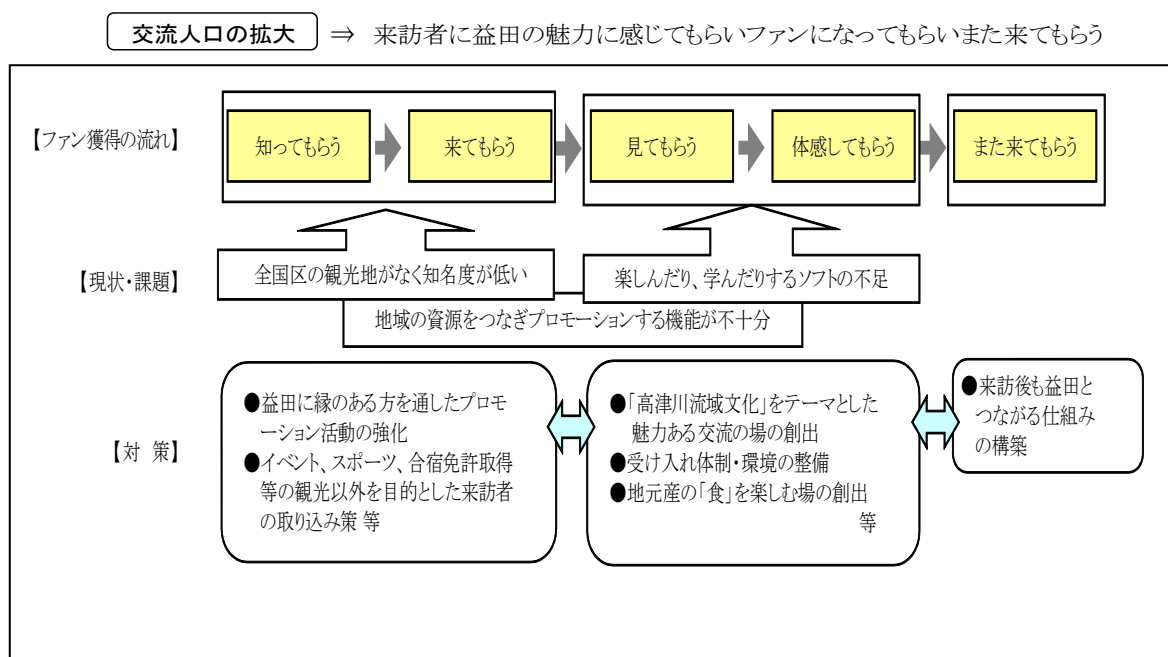 交流人口の拡大 ⇒ 来訪者に益田の魅力に感じてもらいファンになってもらいまた来てもらう
【ファン獲得の流れ】 知ってもらう 来てもらう 見てもらう 体感してもらう また来てもらう
【現状・課題】
全国区の観光地がなく知名度が低い
楽しんだり、学んだりするソフトの不足
地域の資源をつなぎプロモーションする機能が不十分
【対 策】
●益田に縁のある方を通したプロモ
ーション活動の強化
●イベント、スポーツ、合宿免許取得
等の観光以外を目的とした来訪者
の取り込み策 等
●「高津川流域文化」をテーマとした
魅力ある交流の場の創出
●受け入れ体制・環境の整備
●地元産の「食」を楽しむ場の創出
等
●来訪後も益田と
つながる仕組み
の構築